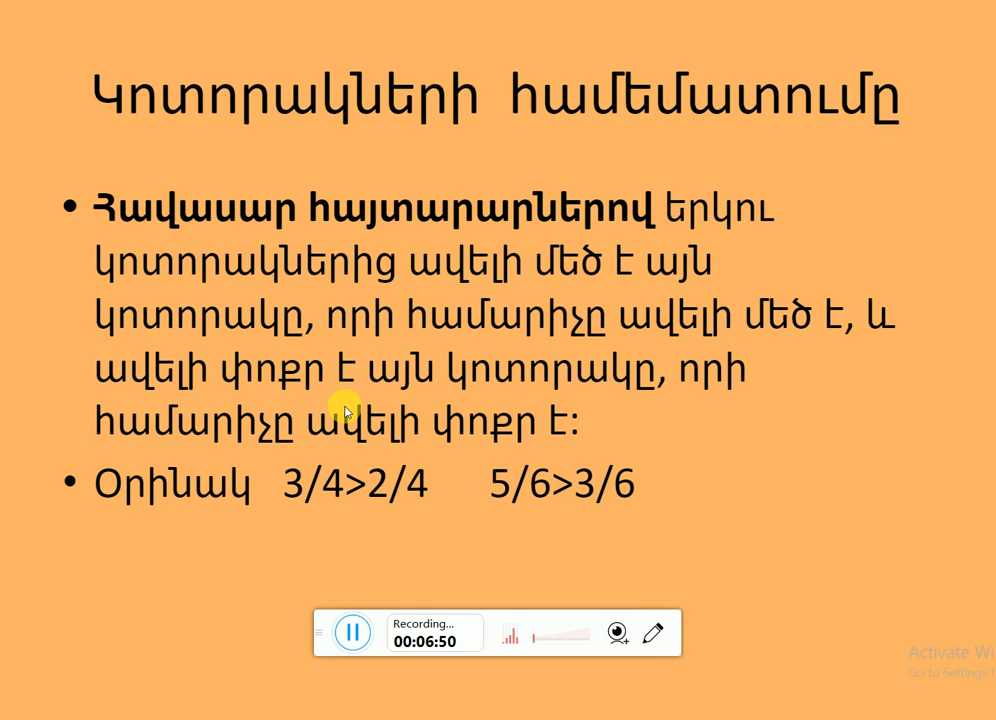 Կոտորակների համեմատումը
• Հավասար հայտարարներով երկու
կոտորակներից ավելի մեծ է այն
կոտորակը, որի համարիչը ավելի մեծ է, և
ավելի փոքր է այն կոտորակը, որի
համարիչը ավելի փոքր է:
• Օրինակ 3/4>2/4 5/6>3/6
Recording...
00:06:50
Activate Wi
Go to Settings t